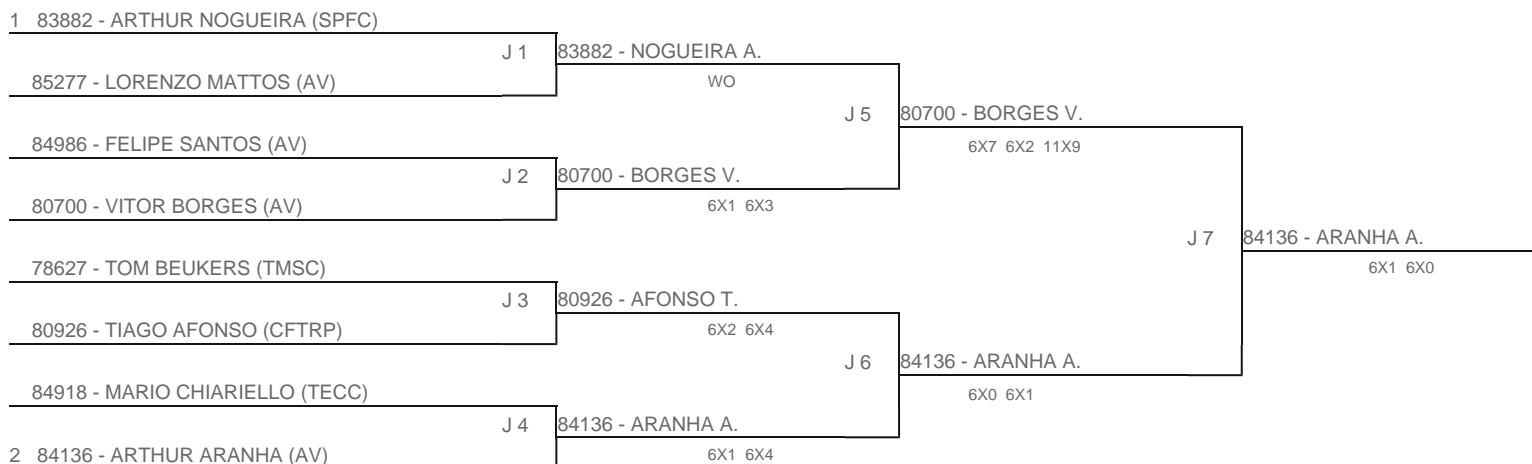 1 83882 - ARTHUR NOGUEIRA (SPFC)
J 1
83882 - NOGUEIRA A.
WO
85277 - LORENZO MATTOS (AV)
J 5
80700 - BORGES V.
6X7 6X2 11X9
84986 - FELIPE SANTOS (AV)
J 2
80700 - BORGES V.
6X1 6X3
80700 - VITOR BORGES (AV)
J 7
84136 - ARANHA A.
6X1 6X0
78627 - TOM BEUKERS (TMSC)
J 3
80926 - AFONSO T.
6X2 6X4
80926 - TIAGO AFONSO (CFTRP)
J 6
84136 - ARANHA A.
6X0 6X1
84918 - MARIO CHIARIELLO (TECC)
J 4
84136 - ARANHA A.
6X1 6X4
2 84136 - ARTHUR ARANHA (AV)